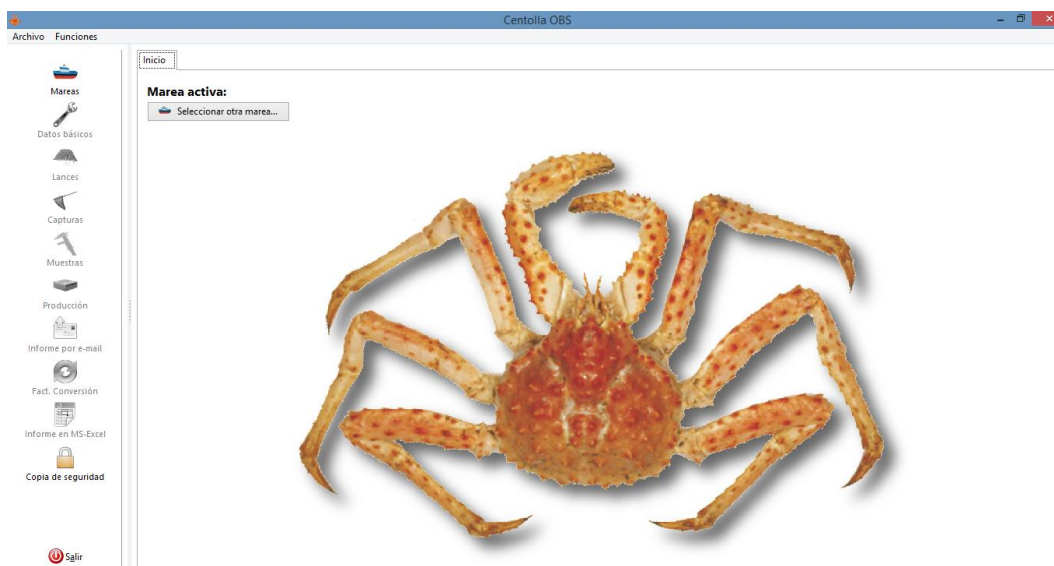 Centolla OBS
Archivo Funciones
Inicio
Marea activa:
Seleccionar otra marea...
Mareas
Datos básicos
Lances
Capturas
Muestras
Producción
Informe por e-mail
Fact. Conversión
Informe en MS-Excel
Copia de seguridad
Salir